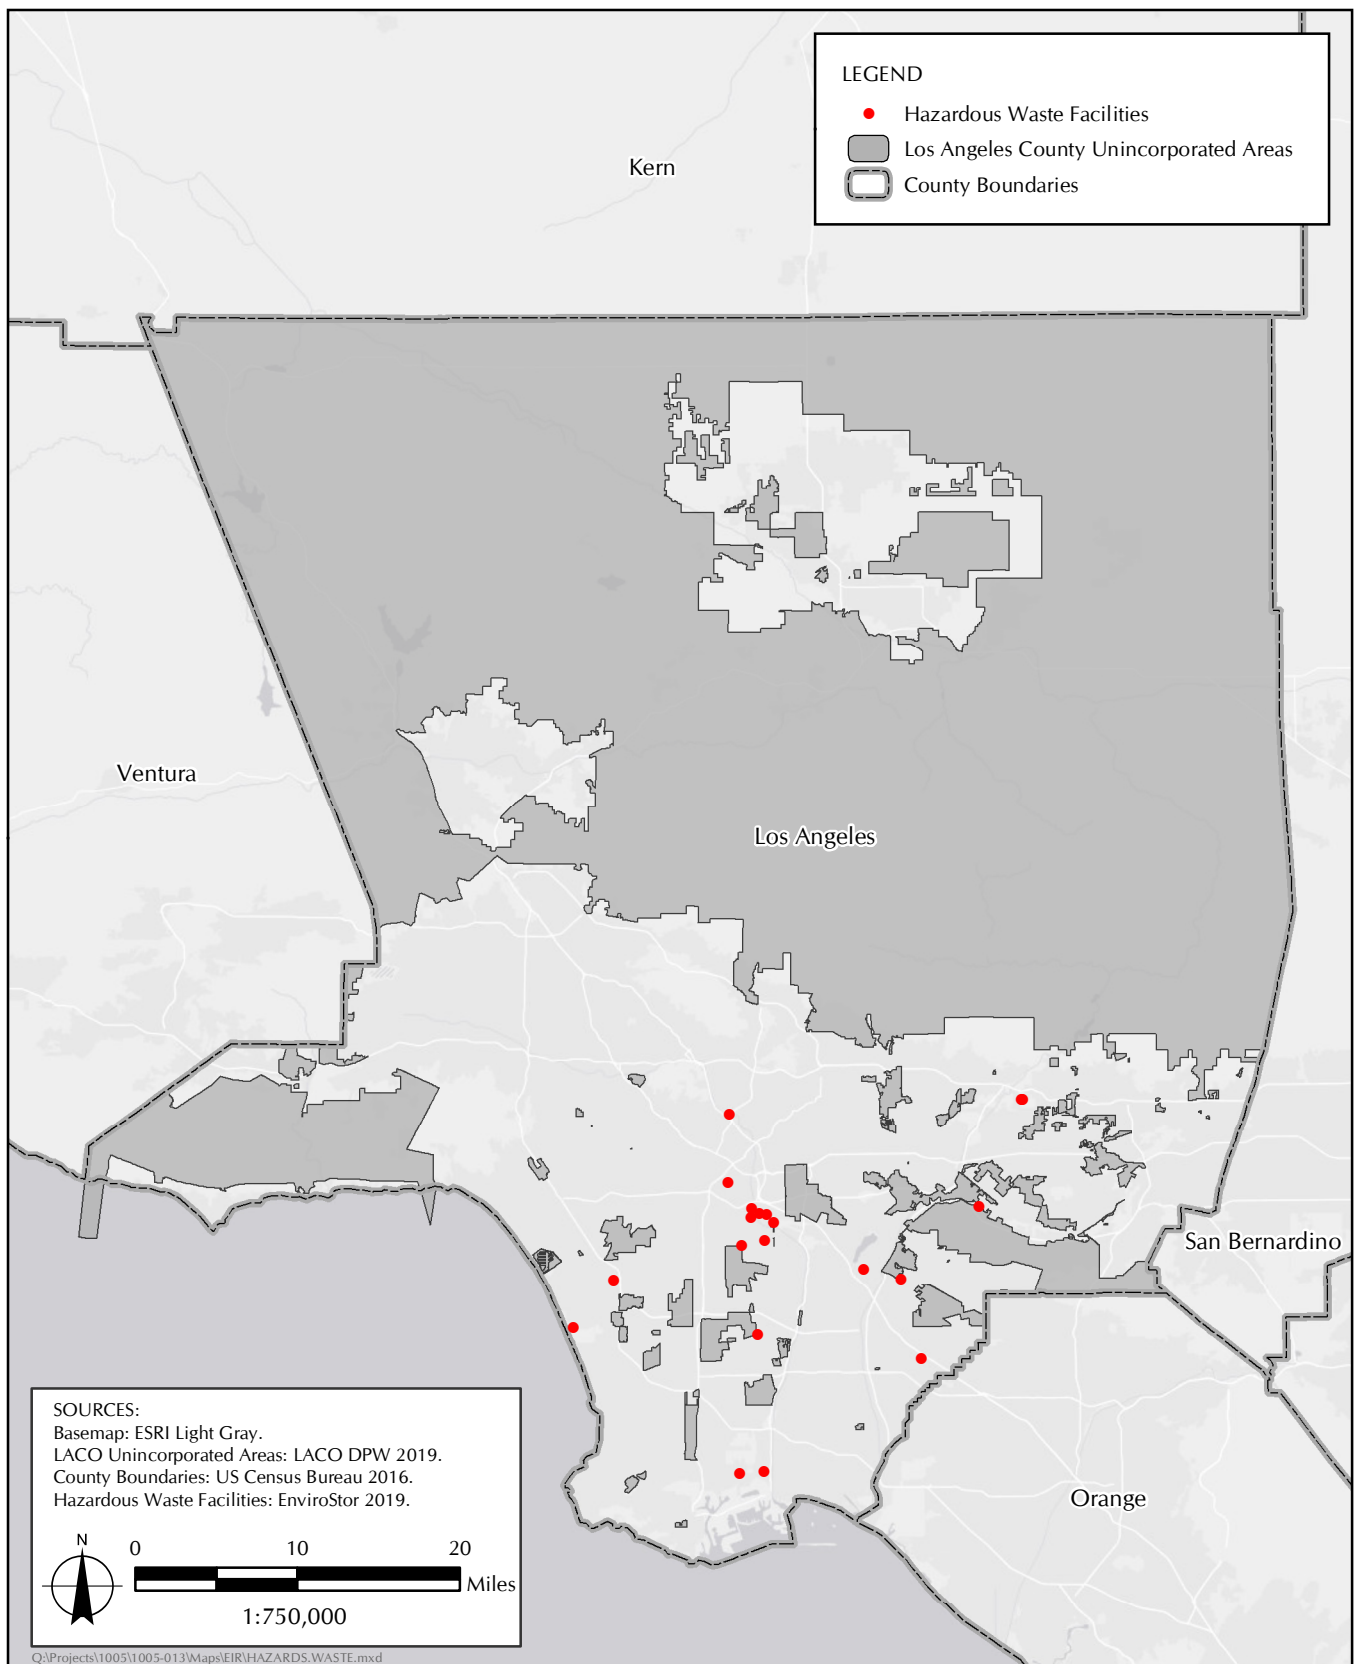 LEGEND
Hazardous Waste Facilities
Los Angeles County Unincorporated Areas
County Boundaries
Kern
Ventura
Los Angeles
San Bernardino
Orange
SOURCES:
Basemap: ESRI Light Gray.
LACO Unincorporated Areas: LACO DPW 2019.
County Boundaries: US Census Bureau 2016.
Hazardous Waste Facilities: EnviroStor 2019.
N
0 10 20
Miles
1:750,000
Q:\Projects\1005\1005-013\Maps\EIR\HAZARDS.WASTE.mxd